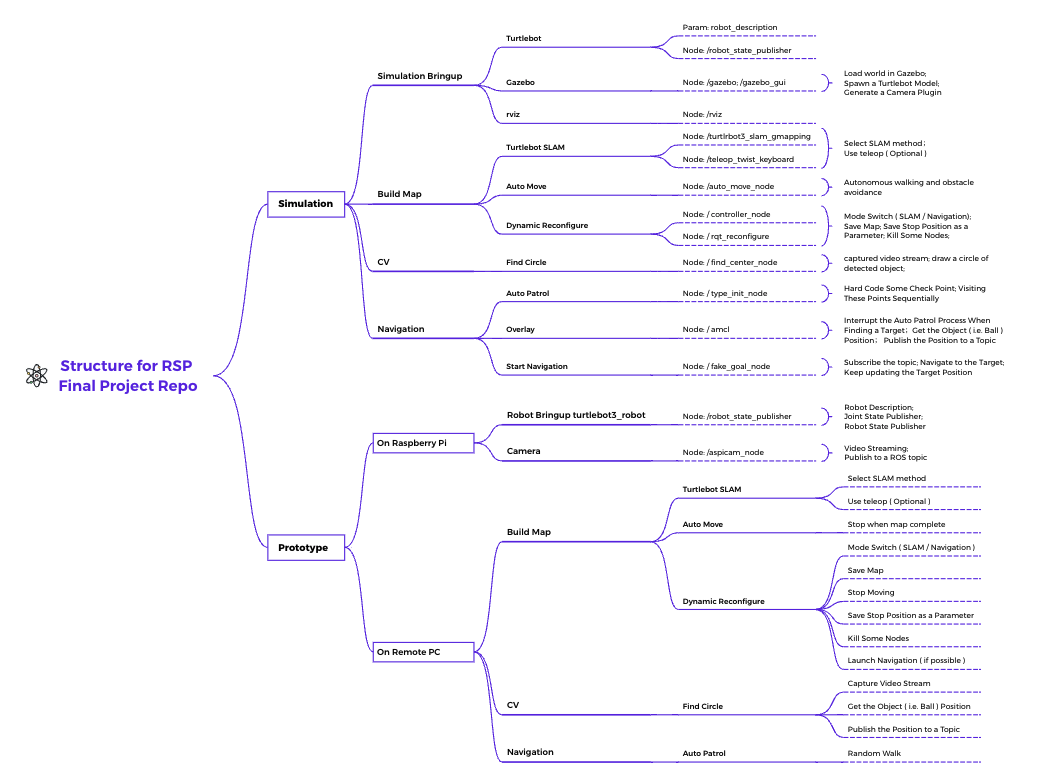 Structure for RSP
Final Project Repo
Simulation
Simulation Bringup
Turtlebot
Param: robot_description
Node: /robot_state_publisher
Gazebo
Node: /gazebo; /gazebo_gui
Load world in Gazebo;
Spawn a Turtlebot Model;
Generate a Camera Plugin
rviz
Node: /rviz
Build Map
Turtlebot SLAM
Node: /turtlrbot3_slam_gmapping
Node: /teleop_twist_keyboard
Select SLAM method;
Use teleop ( Optional )
Auto Move
Node: /auto_move_node
Autonomous walking and obstacle
avoidance
Dynamic Reconfigure
Node: / controller_node
Node: / rqt_reconfigure
Mode Switch ( SLAM / Navigation);
Save Map; Save Stop Position as a
Parameter; Kill Some Nodes;
CV
Find Circle
Node: / find_center_node
captured video stream; draw a circle of
detected object;
Navigation
Auto Patrol
Node: / type_init_node
Hard Code Some Check Point; Visiting
These Points Sequentially
Overlay
Node: / amcl
Interrupt the Auto Patrol Process When
Finding a Target; Get the Object ( i.e. Ball )
Position; Publish the Position to a Topic
Start Navigation
Node: / fake_goal_node
Subscribe the topic; Navigate to the Target;
Keep updating the Target Position
Prototype
On Raspberry Pi
Robot Bringup turtlebot3_robot
Node: /robot_state_publisher
Robot Description;
Joint State Publisher;
Robot State Publisher
Camera
Node: /aspicam_node
Video Streaming;
Publish to a ROS topic
On Remote PC
Build Map
Turtlebot SLAM
Select SLAM method
Use teleop ( Optional )
Auto Move
Stop when map complete
Dynamic Reconfigure
Mode Switch ( SLAM / Navigation )
Save Map
Stop Moving
Save Stop Position as a Parameter
Kill Some Nodes
Launch Navigation ( if possible )
CV
Find Circle
Capture Video Stream
Get the Object ( i.e. Ball ) Position
Publish the Position to a Topic
Navigation
Auto Patrol
Random Walk